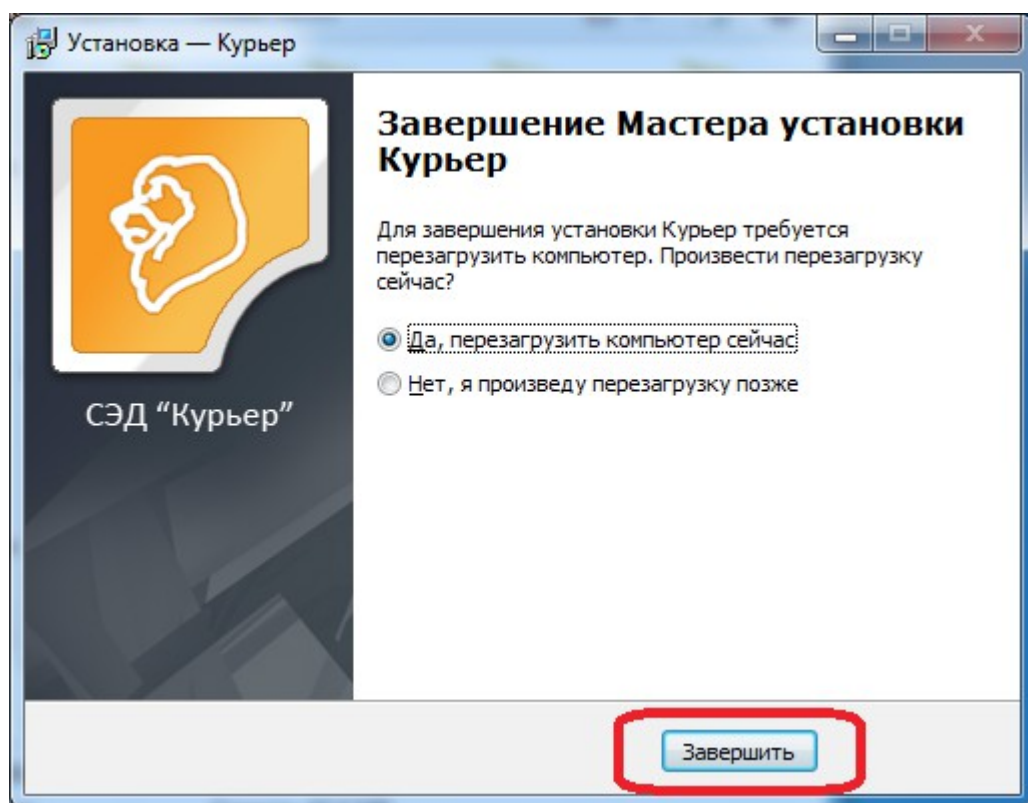 Установка — Курьер
Завершение Мастера установки
Курьер
Для завершения установки Курьер требуется
перезагрузить компьютер. Произвести перезагрузку
сейчас?
Да, перезагрузить компьютер сейчас
Нет, я произведу перезагрузку позже
СЭД “Курьер”
Завершить